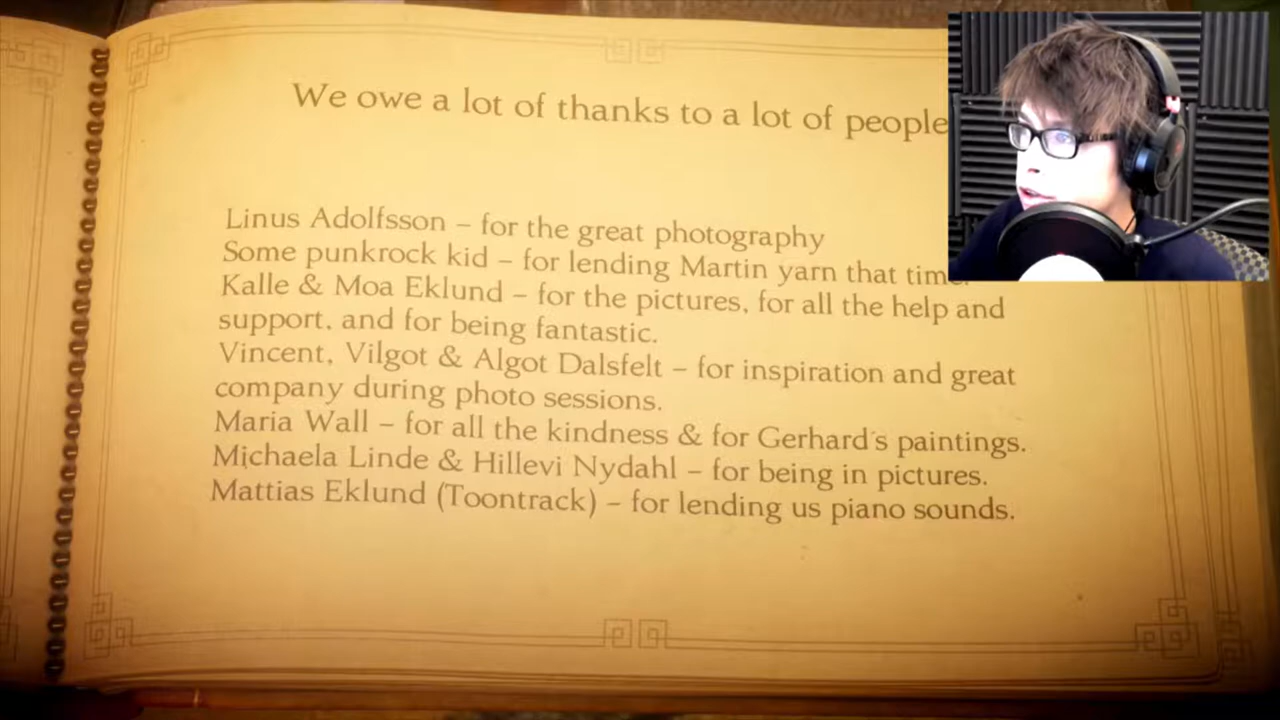 We owe a lot of thanks to a lot of people
Linus Adolfsson – for the great photography
Some punkrock kid – for lending Martin yarn that time.
Kalle & Moa Eklund – for the pictures, for all the help and
support, and for being fantastic.
Vincent, Vilgot & Algot Dalsfelt – for inspiration and great
company during photo sessions.
Maria Wall – for all the kindness & for Gerhard's paintings.
Michaela Linde & Hillevi Nydahl – for being in pictures.
Mattias Eklund (Toontrack) – for lending us piano sounds.